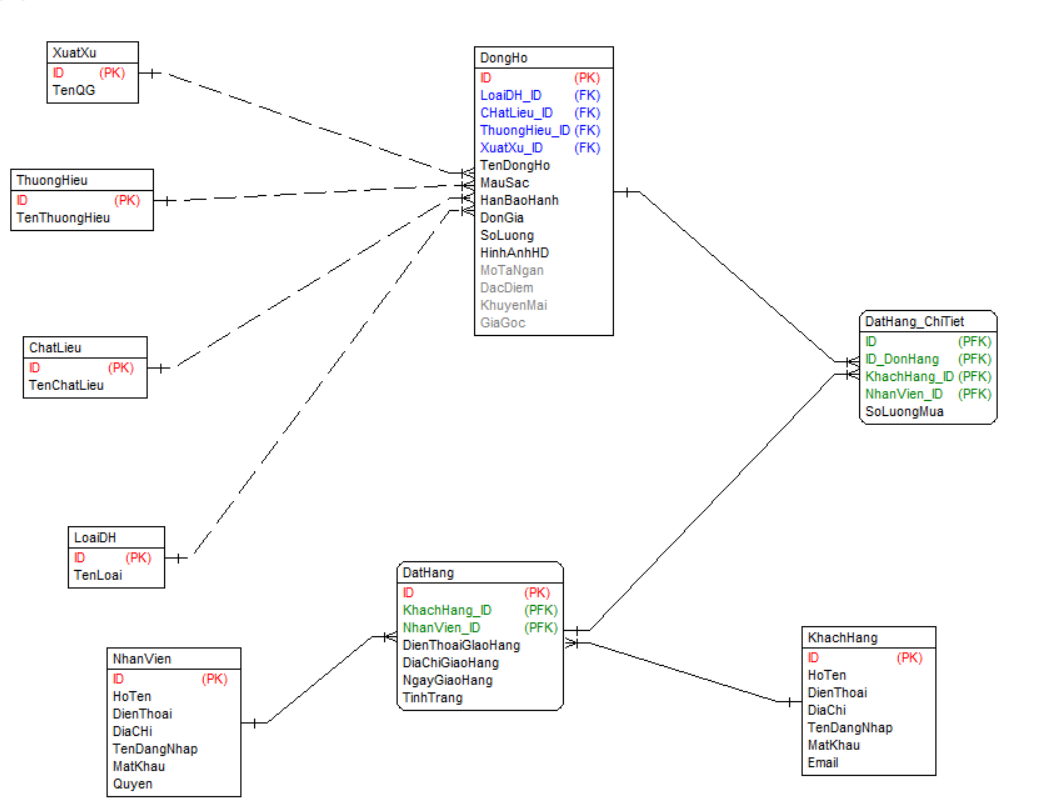 XuatXu
ID (PK)
TenQG
ThuongHieu
ID (PK)
TenThuongHieu
ChatLieu
ID (PK)
TenChatLieu
LoaiDH
ID (PK)
TenLoai
NhanVien
ID (PK)
HoTen
DienThoai
DiaCHi
TenDangNhap
MatKhau
Quyen
DongHo
ID (PK)
LoaiDH_ID (FK)
CHatLieu_ID (FK)
ThuongHieu_ID (FK)
XuatXu_ID (FK)
TenDongHo
MauSac
HanBaoHanh
DonGia
SoLuong
HinhAnhHD
MoTaNgan
DacDiem
KhuyenMai
GiaGoc
DatHang
ID (PK)
KhachHang_ID (PFK)
NhanVien_ID (PFK)
DienThoaiGIaoHang
DiaChiGiaoHang
NgayGiaoHang
TinhTrang
DatHang_ChiTiet
ID (PFK)
ID_DonHang (PFK)
KhachHang_ID (PFK)
NhanVien_ID (PFK)
SoLuongMua
KhachHang
ID (PK)
HoTen
DienThoai
DiaChi
TenDangNhap
MatKhau
Email